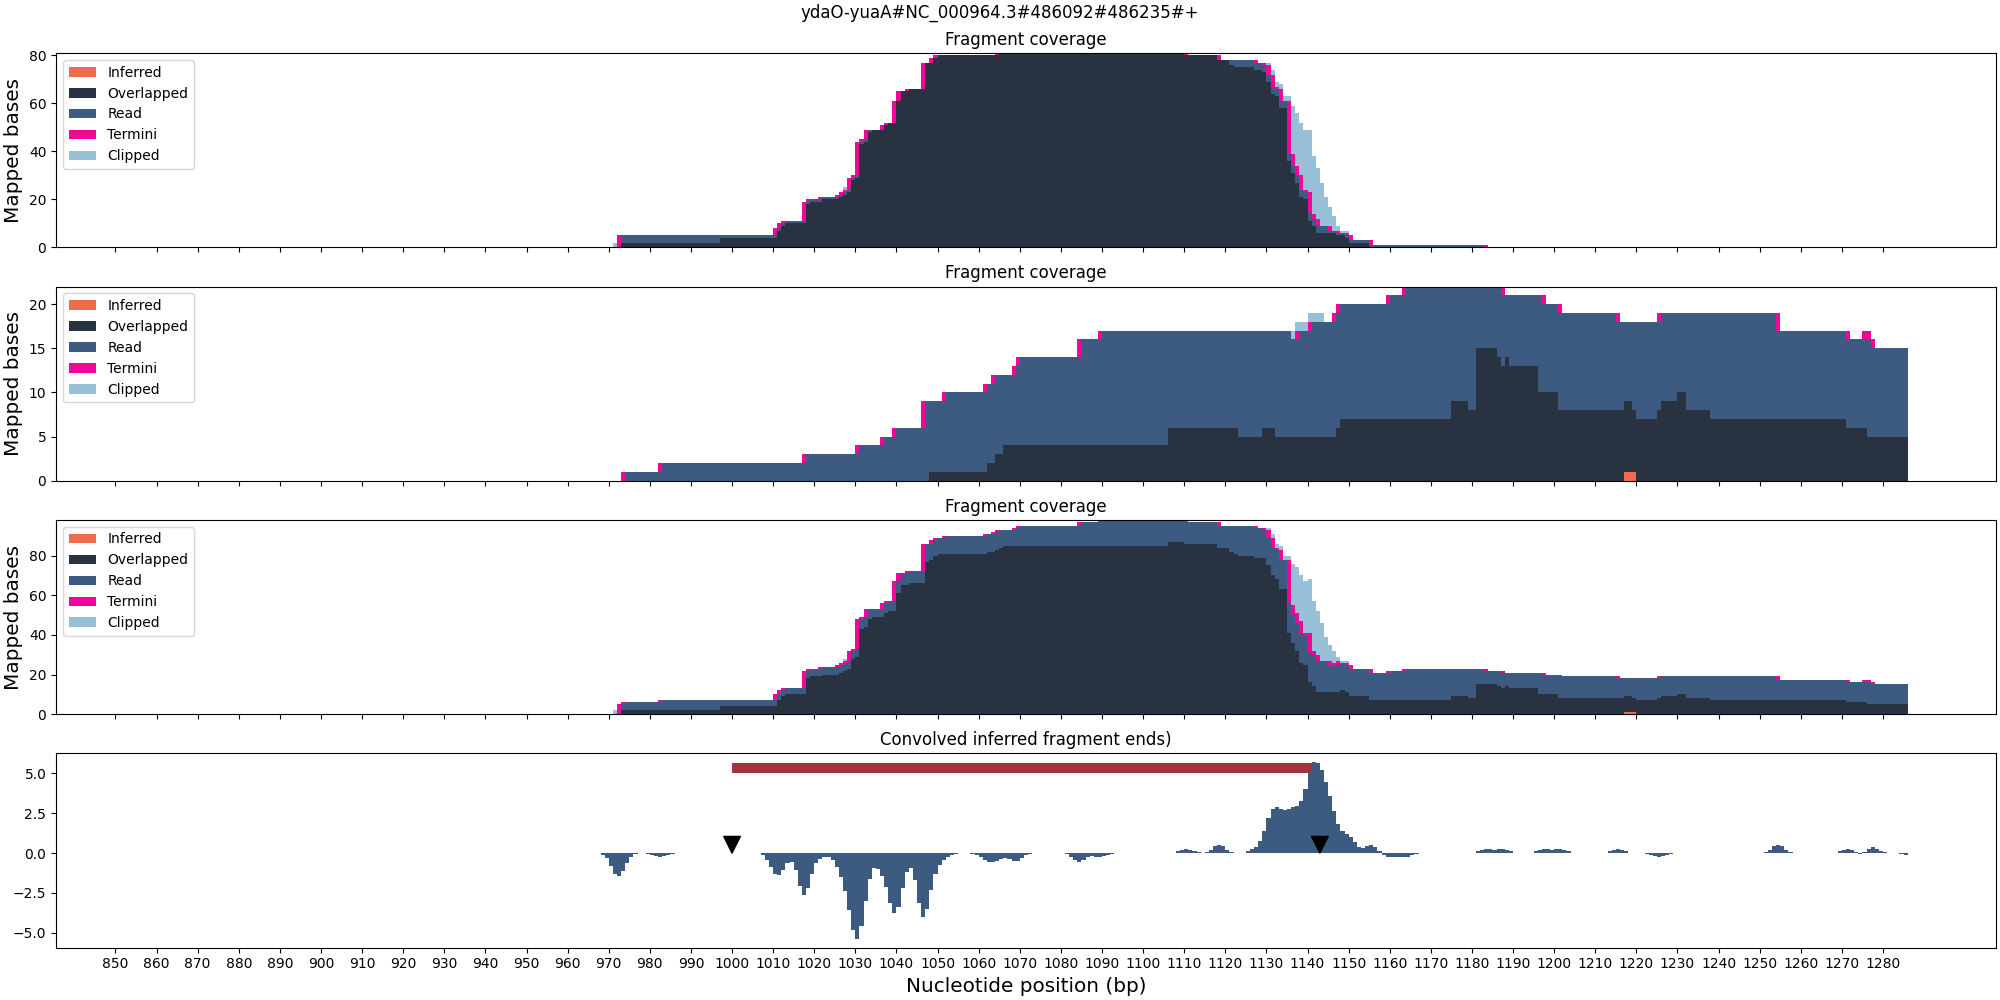 ydaO-yuaA#NC_000964.3#486092#486235#+
Fragment coverage
Mapped bases
80
60
40
20
0
Inferred
Overlapped
Read
Termini
Clipped
Fragment coverage
Mapped bases
20
15
10
5
0
Inferred
Overlapped
Read
Termini
Clipped
Fragment coverage
Mapped bases
80
60
40
20
0
Inferred
Overlapped
Read
Termini
Clipped
Convolved inferred fragment ends)
5.0
2.5
0.0
−2.5
−5.0
850 860 870 880 890 900 910 920 930 940 950 960 970 980 990 1000 1010 1020 1030 1040 1050 1060 1070 1080 1090 1100 1110 1120 1130 1140 1150 1160 1170 1180 1190 1200 1210 1220 1230 1240 1250 1260 1270 1280
Nucleotide position (bp)